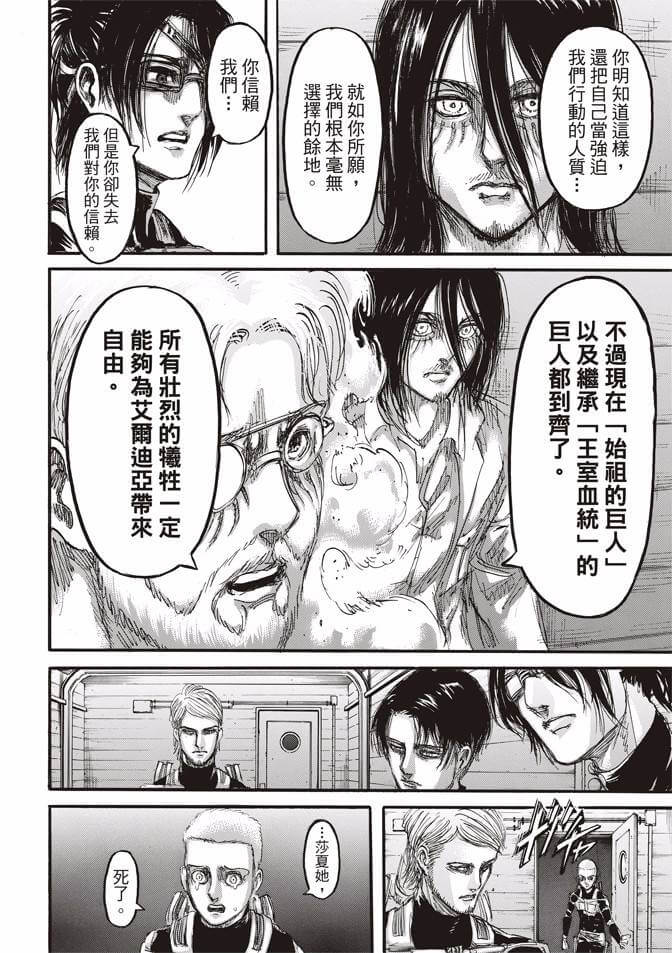 你明知道這樣，
還把自己當強迫
我們行動的人質…
就如你所願，
我們根本毫無
選擇的餘地。
你信賴
我們…
但是你卻失去
我們對你的信賴。
不過現在「始祖的巨人」
以及繼承「王室血統」的
巨人都到齊了。
所有壯烈的犧牲一定
能夠為艾爾迪亞帶來
自由。
…莎夏她，
死了。